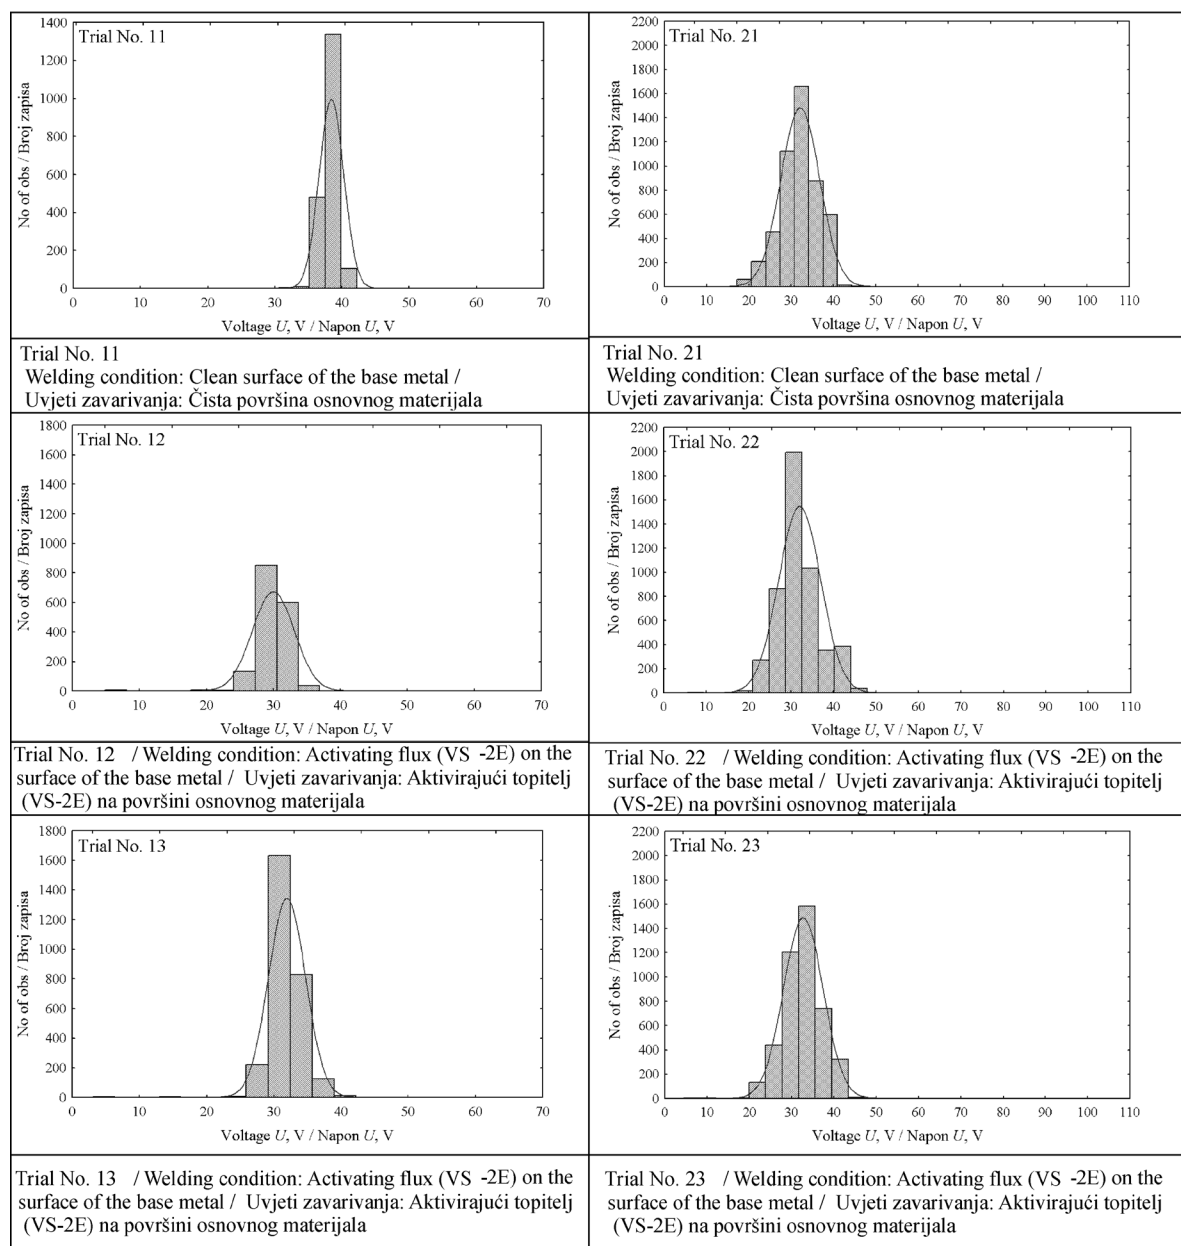 Trial No. 11
1400
1200
1000
800
600
400
200
0
No of obs / Broj zapisa
0 10 20 30 40 50 60 70
Voltage U, V / Napon U, V
Trial No. 21
2200
2000
1800
1600
1400
1200
1000
800
600
400
200
0
No of obs / Broj zapisa
0 10 20 30 40 50 60 70 80 90 100 110
Voltage U, V / Napon U, V
Trial No. 11
Welding condition: Clean surface of the base metal /
Uvjeti zavarivanja: Čista površina osnovnog materijala
Trial No. 21
Welding condition: Clean surface of the base metal /
Uvjeti zavarivanja: Čista površina osnovnog materijala
Trial No. 12
1800
1600
1400
1200
1000
800
600
400
200
0
No of obs / Broj zapisa
0 10 20 30 40 50 60 70
Voltage U, V / Napon U, V
Trial No. 22
2200
2000
1800
1600
1400
1200
1000
800
600
400
200
0
No of obs / Broj zapisa
0 10 20 30 40 50 60 70 80 90 100 110
Voltage U, V / Napon U, V
Trial No. 12 / Welding condition: Activating flux (VS -2E) on the
surface of the base metal / Uvjeti zavarivanja: Aktivirajući topitelj
(VS-2E) na površini osnovnog materijala
Trial No. 22 / Welding condition: Activating flux (VS -2E) on the
surface of the base metal / Uvjeti zavarivanja: Aktivirajući topitelj
(VS-2E) na površini osnovnog materijala
Trial No. 13
1800
1600
1400
1200
1000
800
600
400
200
0
No of obs / Broj zapisa
0 10 20 30 40 50 60 70
Voltage U, V / Napon U, V
Trial No. 23
2200
2000
1800
1600
1400
1200
1000
800
600
400
200
0
No of obs / Broj zapisa
0 10 20 30 40 50 60 70 80 90 100 110
Voltage U, V / Napon U, V
Trial No. 13 / Welding condition: Activating flux (VS -2E) on the
surface of the base metal / Uvjeti zavarivanja: Aktivirajući topitelj
(VS-2E) na površini osnovnog materijala
Trial No. 23 / Welding condition: Activating flux (VS -2E) on the
surface of the base metal / Uvjeti zavarivanja: Aktivirajući topitelj
(VS-2E) na površini osnovnog materijala